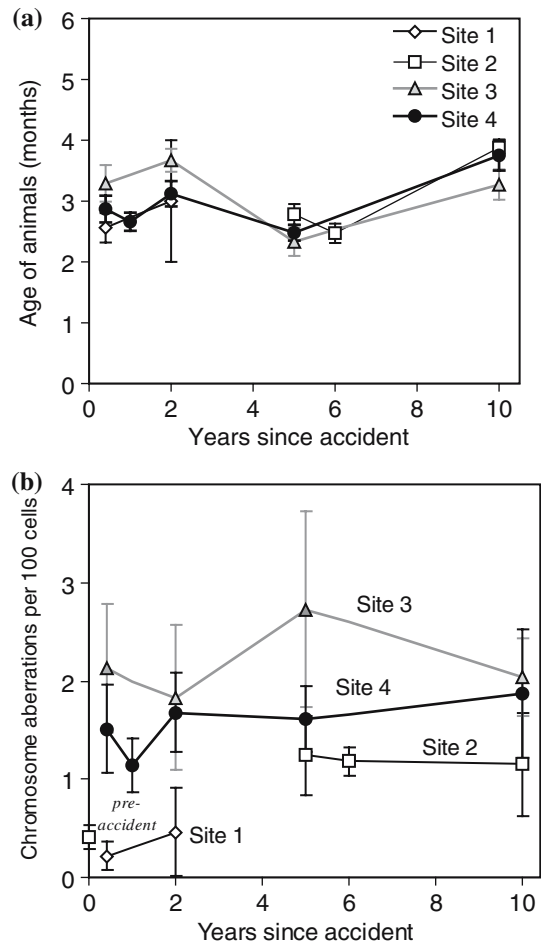 (a)
6
5
4
3
2
1
0
Age of animals (months)
Site 1
Site 2
Site 3
Site 4
0 2 4 6 8 10
Years since accident
(b)
4
3
2
1
0
Chromosome aberrations per 100 cells
Site 3
Site 4
Site 2
pre-
accident
Site 1
0 2 4 6 8 10
Years since accident